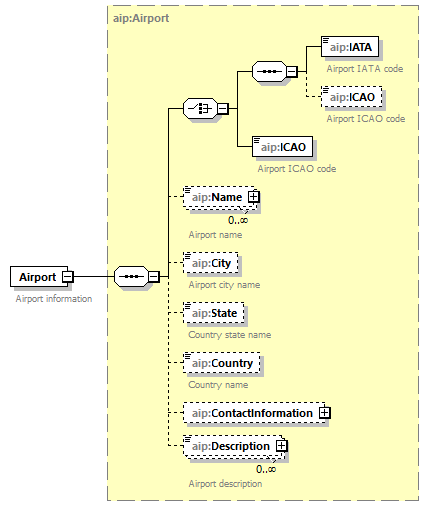 aip:Airport
aip:IATA
Airport IATA code
aip:ICAO
Airport ICAO code
aip:ICAO
Airport ICAO code
aip:Name
0..∞
Airport name
aip:City
Airport city name
Airport
Airport information
aip:State
Country state name
aip:Country
Country name
aip:ContactInformation
aip:Description
0..∞
Airport description